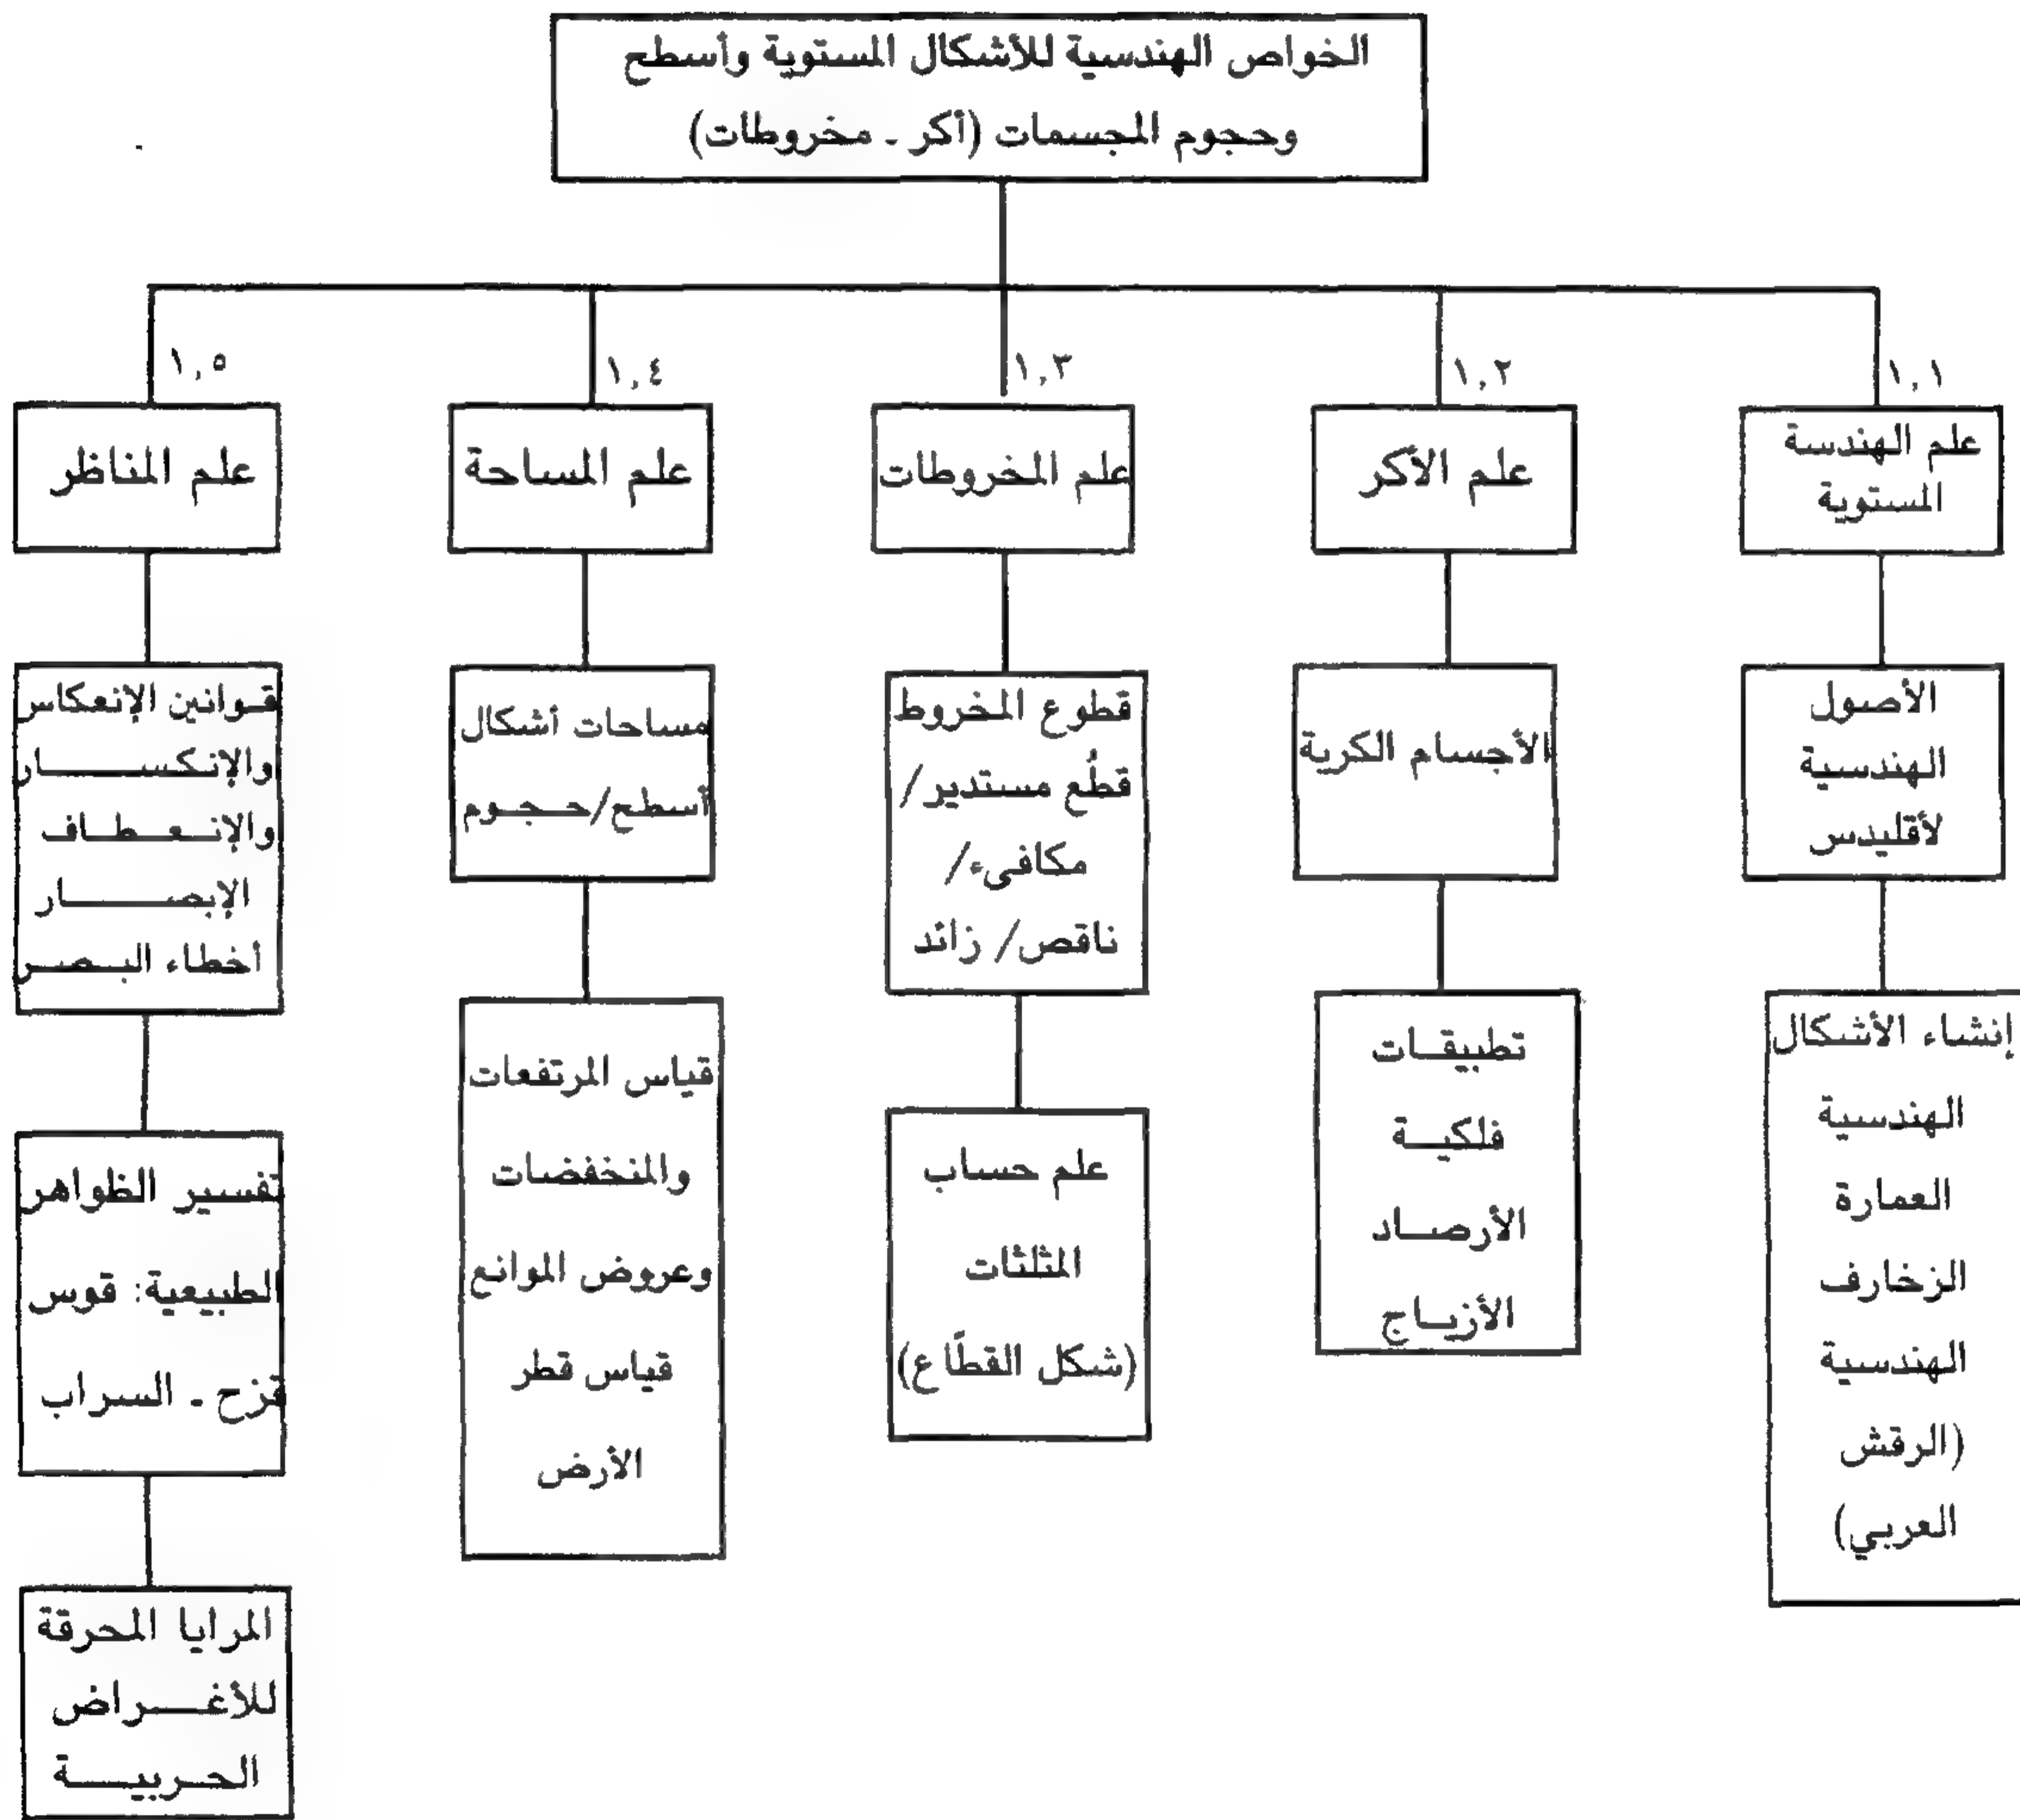 الخواص الهندسية للأشكال المستوية وأسطح
وحجوم المجسمات (أكر - مخروطات)
١,١
علم الهندسة
المستوية
الأصول
الهندسية
لأقليدس
إنشاء الأشكال
الهندسية
العمارة
الزخارف
الهندسية
(الرقش
العربي)
١,٢
علم الأكر
الأجسام الكرية
تطبيقات
فلكية
الأرصاد
الأزياج
١,٣
علم المخروطات
قطوع المخروط
قطُع مستدير/
مكافىء/
ناقص/ زائد
علم حساب
المثلثات
(شكل القطّاع)
١,٤
علم المساحة
مساحات أشكال
أسطح/حجوم
قياس المرتفعات
والمنخفضات
وعروض الموانع
قياس قطر
الأرض
١,٥
علم المناظر
قوانين الإنعكاس
والإنكسار
والإنعطاف
الإبصار
أخطاء البصر
تفسير الظواهر
الطبيعية: قوس
قزح - السراب
المرايا المحرقة
للأغراض
الحربية